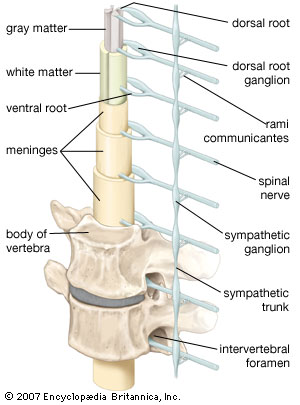 gray matter
white matter
ventral root
meninges
body of
vertebra
dorsal root
dorsal root
ganglion
rami
communicantes
spinal
nerve
sympathetic
ganglion
sympathetic
trunk
intervertebral
foramen
© 2007 Encyclopædia Britannica, Inc.